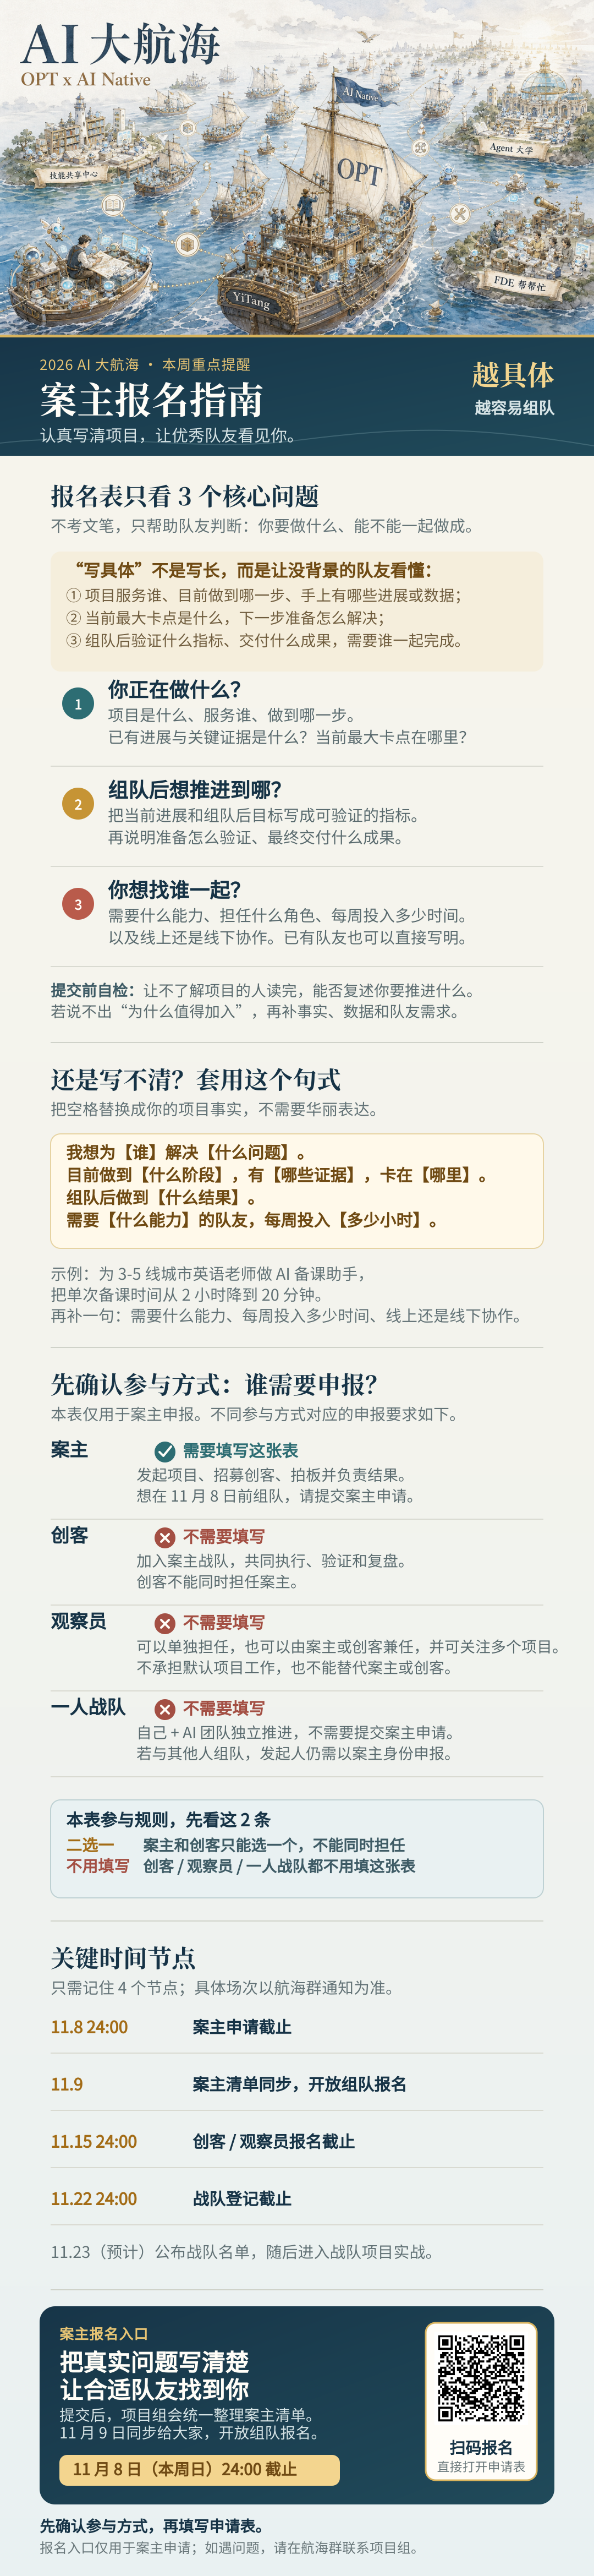 AI 大航海
OPT x AI Native
AI Native
OPT
技能共享中心
Agent 大学
FDE 帮帮忙
YiTang
2026 AI 大航海 · 本周重点提醒
案主报名指南
认真写清项目，让优秀队友看见你。
越具体
越容易组队
报名表只看 3 个核心问题
不考文笔，只帮助队友判断：你要做什么、能不能一起做成。
“写具体”不是写长，而是让没背景的队友看懂：
① 项目服务谁、目前做到哪一步、手上有哪些进展或数据；
② 当前最大卡点是什么，下一步准备怎么解决；
③ 组队后验证什么指标、交付什么成果，需要谁一起完成。
1
你正在做什么？
项目是什么、服务谁、做到哪一步。
已有进展与关键证据是什么？当前最大卡点在哪里？
2
组队后想推进到哪？
把当前进展和组队后目标写成可验证的指标。
再说明准备怎么验证、最终交付什么成果。
3
你想找谁一起？
需要什么能力、担任什么角色、每周投入多少时间。
以及线上还是线下协作。已有队友也可以直接写明。
提交前自检：让不了解项目的人读完，能否复述你要推进什么。
若说不出“为什么值得加入”，再补事实、数据和队友需求。
还是写不清？套用这个句式
把空格替换成你的项目事实，不需要华丽表达。
我想为【谁】解决【什么问题】。
目前做到【什么阶段】，有【哪些证据】，卡在【哪里】。
组队后做到【什么结果】。
需要【什么能力】的队友，每周投入【多少小时】。
示例：为 3-5 线城市英语老师做 AI 备课助手，
把单次备课时间从 2 小时降到 20 分钟。
再补一句：需要什么能力、每周投入多少时间、线上还是线下协作。
先确认参与方式：谁需要申报？
本表仅用于案主申报。不同参与方式对应的申报要求如下。
案主
需要填写这张表
发起项目、招募创客、拍板并负责结果。
想在 11 月 8 日前组队，请提交案主申请。
创客
不需要填写
加入案主战队，共同执行、验证和复盘。
创客不能同时担任案主。
观察员
不需要填写
可以单独担任，也可以由案主或创客兼任，并可关注多个项目。
不承担默认项目工作，也不能替代案主或创客。
一人战队
不需要填写
自己 + AI 团队独立推进，不需要提交案主申请。
若与其他人组队，发起人仍需以案主身份申报。
本表参与规则，先看这 2 条
二选一 案主和创客只能选一个，不能同时担任
不用填写 创客 / 观察员 / 一人战队都不用填这张表
关键时间节点
只需记住 4 个节点；具体场次以航海群通知为准。
11.8 24:00 案主申请截止
11.9 案主清单同步，开放组队报名
11.15 24:00 创客 / 观察员报名截止
11.22 24:00 战队登记截止
11.23（预计）公布战队名单，随后进入战队项目实战。
案主报名入口
把真实问题写清楚
让合适队友找到你
提交后，项目组会统一整理案主清单。
11 月 9 日同步给大家，开放组队报名。
11 月 8 日（本周日）24:00 截止
扫码报名
直接打开申请表
先确认参与方式，再填写申请表。
报名入口仅用于案主申请；如遇问题，请在航海群联系项目组。